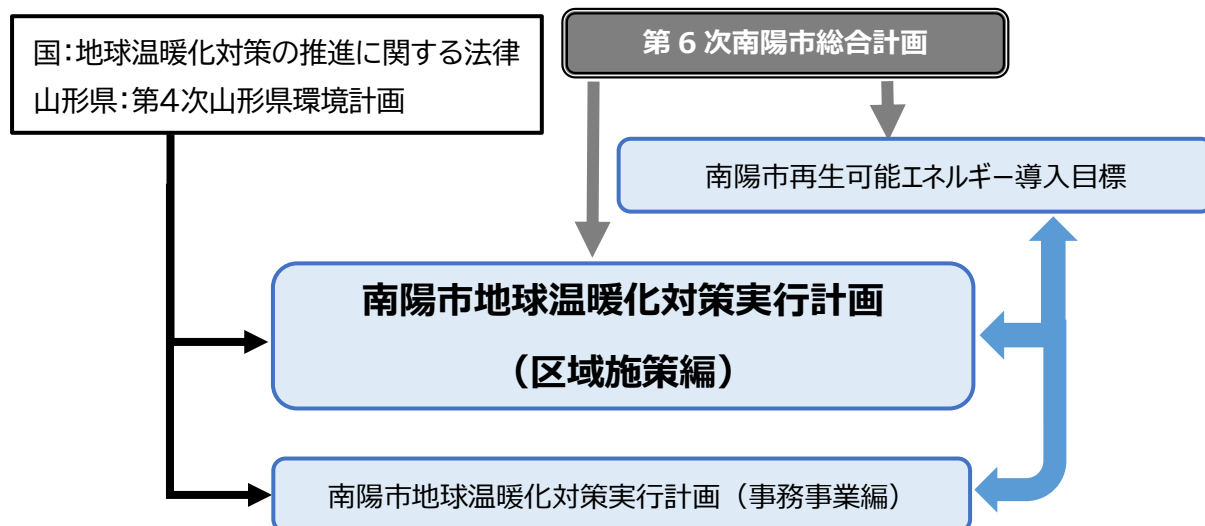 国：地球温暖化対策の推進に関する法律
山形県：第4次山形県環境計画
第 6 次南陽市総合計画
南陽市再生可能エネルギー導入目標
南陽市地球温暖化対策実行計画
（区域施策編）
南陽市地球温暖化対策実行計画（事務事業編）